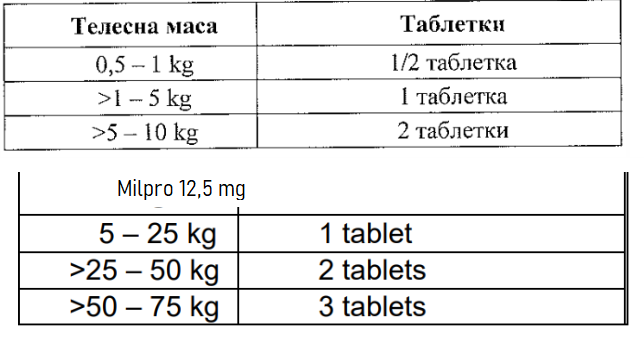 Телесна маса Таблетки
0,5 – 1 kg 1/2 таблетка
>1 – 5 kg 1 таблетка
>5 – 10 kg 2 таблетки
Milpro 12,5 mg
5 – 25 kg 1 tablet
>25 – 50 kg 2 tablets
>50 – 75 kg 3 tablets